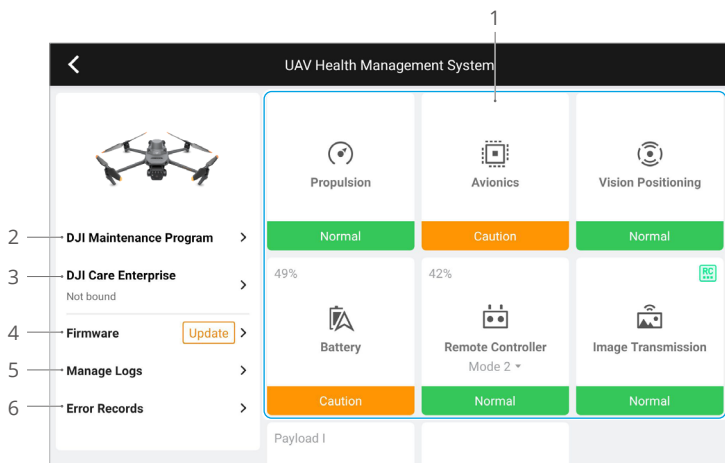 1
UAV Health Management System
Propulsion
Avionics
Vision Positioning
Normal
Caution
Normal
2
DJI Maintenance Program
3
DJI Care Enterprise
Not bound
4
Firmware
Update
5
Manage Logs
6
Error Records
49%
42%
RC
Battery
Remote Controller
Mode 2
Image Transmission
Caution
Normal
Normal
Payload I